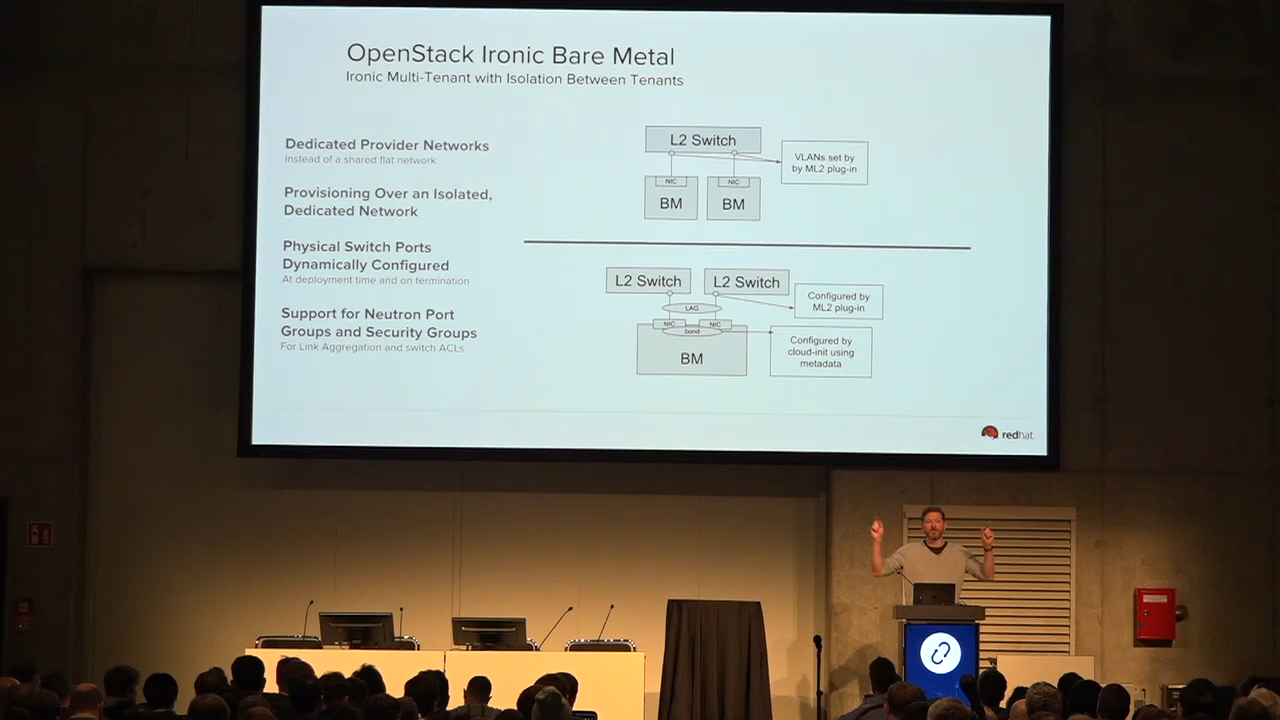 OpenStack Ironic Bare Metal
Ironic Multi-Tenant with Isolation Between Tenants
Dedicated Provider Networks
Instead of a shared flat network
Provisioning Over an Isolated,
Dedicated Network
Physical Switch Ports
Dynamically Configured
At deployment time and on termination
Support for Neutron Port
Groups and Security Groups
For Link Aggregation and switch ACLs
L2 Switch
VLANs set by
by ML2 plug-in
NIC
NIC
BM
BM
L2 Switch
L2 Switch
Configured by
ML2 plug-in
LAG
NIC
NIC
bond
BM
Configured by
cloud-init using
metadata
redhat